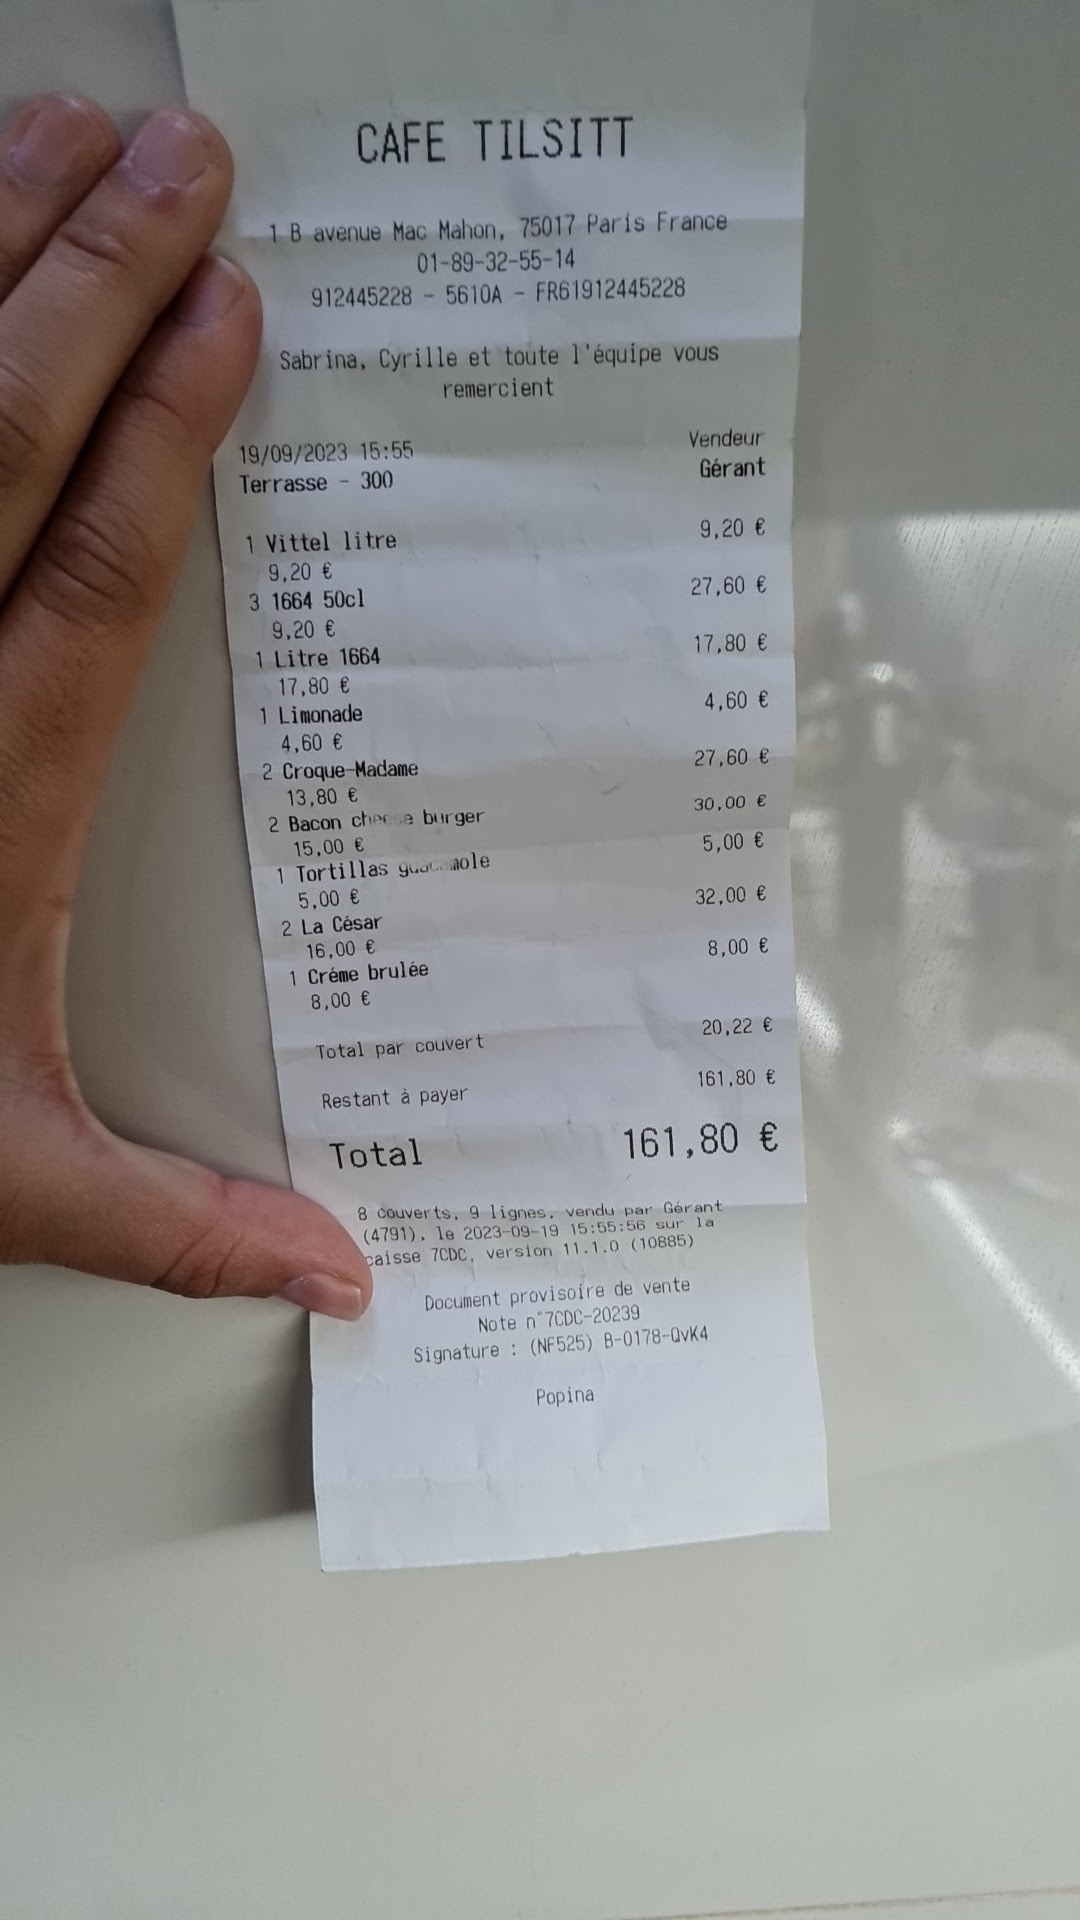 CAFE TILSITT
1 B avenue Mac Mahon, 75017 Paris France
01-89-32-55-14
912445228 - 5610A - FR61912445228
Sabrina, Cyrille et toute l'équipe vous
remercient
19/09/2023 15:55 Vendeur
Terrasse - 300 Gérant
1 Vittel litre 9,20 €
9,20 €
3 1664 50cl 27,60 €
9,20 €
1 Litre 1664 17,80 €
17,80 €
1 Limonade 4,60 €
4,60 €
2 Croque-Madame 27,60 €
13,80 €
2 Bacon cheese burger 30,00 €
15,00 €
1 Tortillas guacamole 5,00 €
5,00 €
2 La César 32,00 €
16,00 €
1 Créme brulée 8,00 €
8,00 €
Total par couvert 20,22 €
Restant à payer 161,80 €
Total 161,80 €
8 couverts, 9 lignes, vendu par Gérant
(4791), le 2023-09-19 15:55:56 sur la
caisse 7CDC, version 11.1.0 (10885)
Document provisoire de vente
Note n°7CDC-20239
Signature : (NF525) B-0178-QvK4
Popina